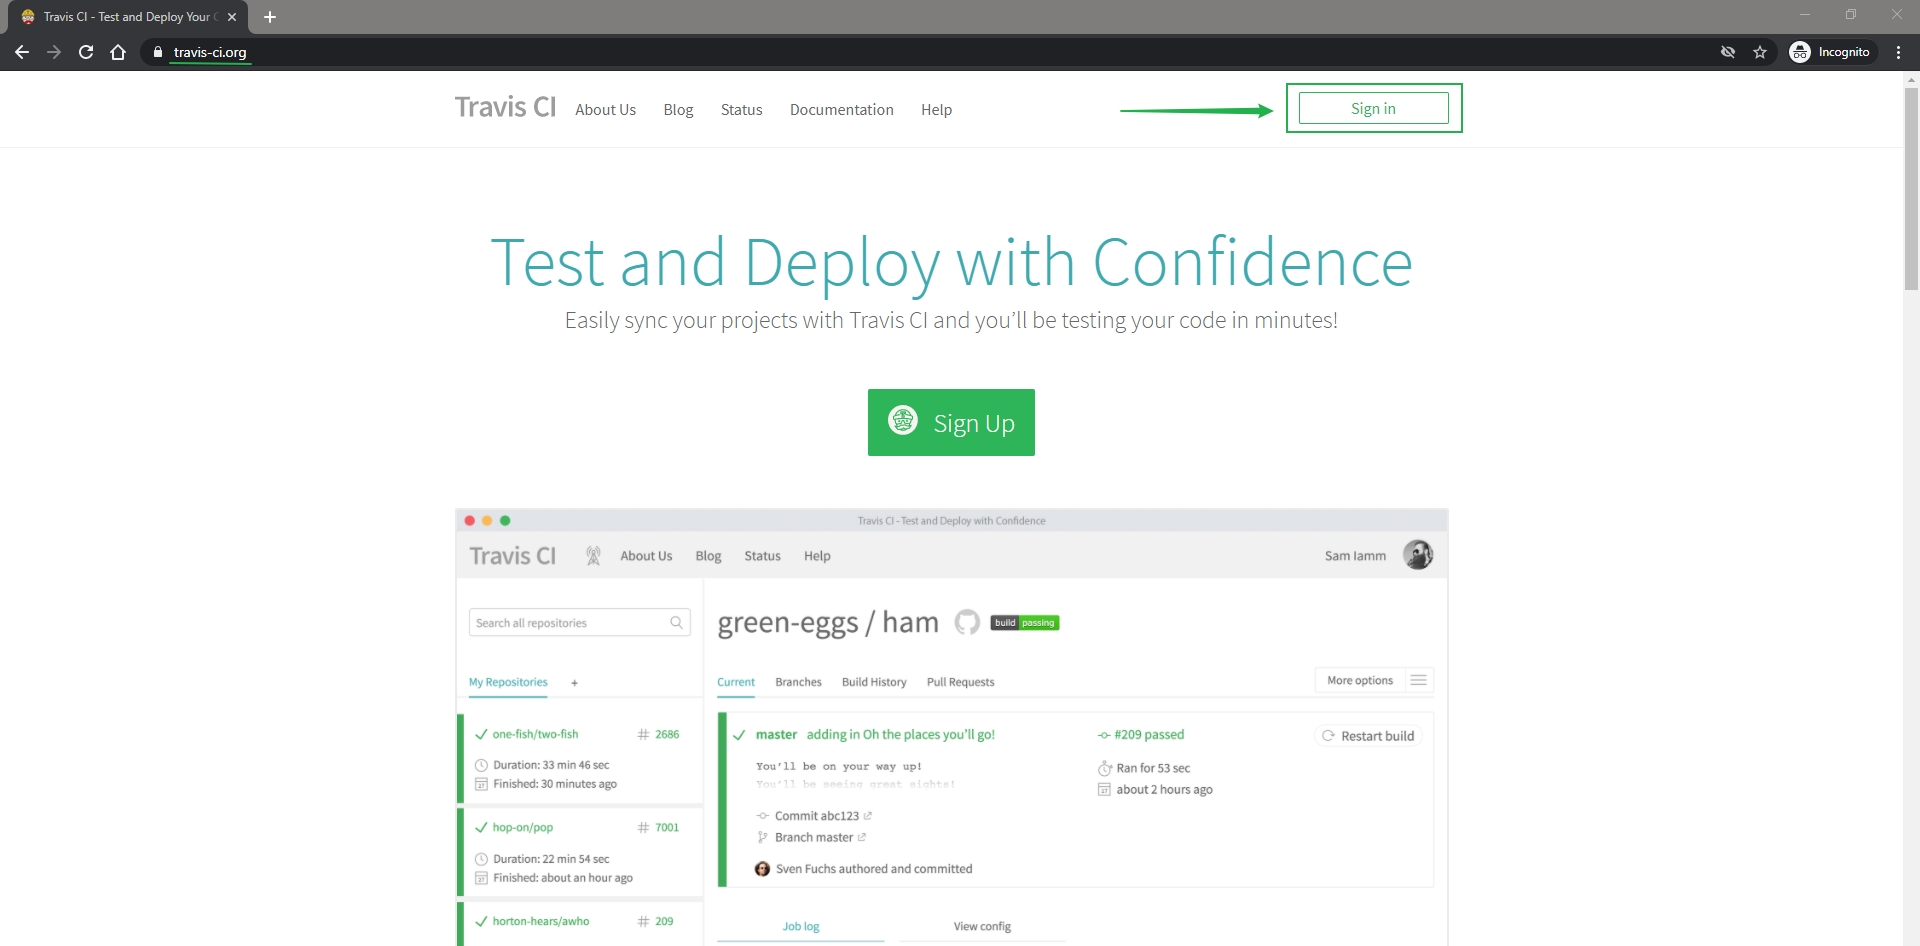 Travis CI - Test and Deploy Your C
travis-ci.org
Incognito
Travis CI About Us Blog Status Documentation Help Sign in
Test and Deploy with Confidence
Easily sync your projects with Travis CI and you'll be testing your code in minutes!
Sign Up
Travis CI - Test and Deploy with Confidence
Travis CI About Us Blog Status Help Sam Iamm
Search all repositories
green-eggs / ham build passing
My Repositories +
Current Branches Build History Pull Requests More options
one-fish/two-fish # 2686
Duration: 33 min 46 sec
Finished: 30 minutes ago
hop-on/pop # 7001
Duration: 22 min 54 sec
Finished: about an hour ago
horton-hears/awho # 209
master adding in Oh the places you'll go!
You'll be on your way up!
You'll be seeing great sights!
Commit abc123
Branch master
Sven Fuchs authored and committed
#209 passed
Ran for 53 sec
about 2 hours ago
Restart build
Job log View config